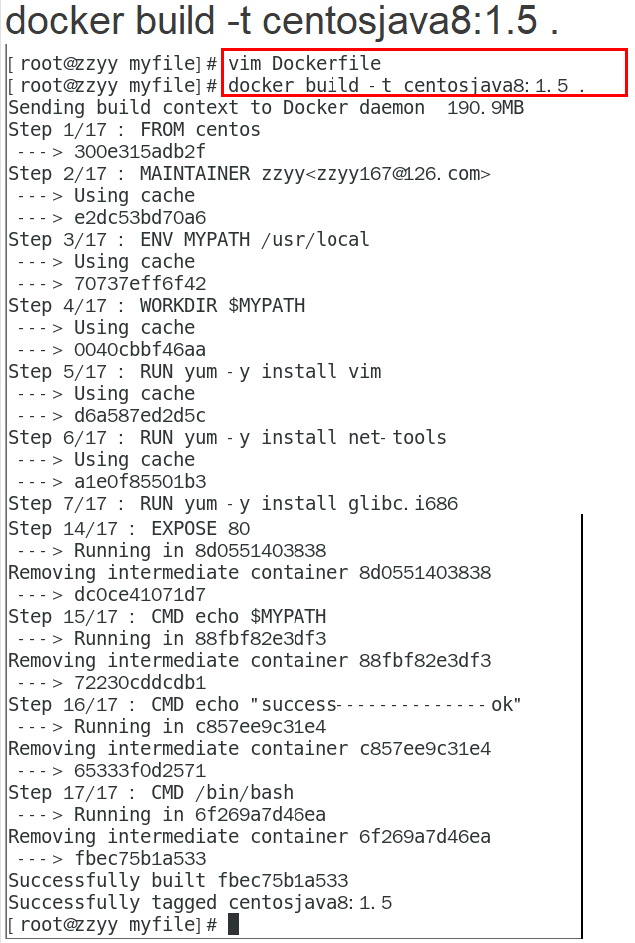 docker build -t centosjava8:1.5 .
[root@zzyy myfile]# vim Dockerfile
[root@zzyy myfile]# docker build -t centosjava8:1.5 .
Sending build context to Docker daemon  190.9MB
Step 1/17 : FROM centos
 ---> 300e315adb2f
Step 2/17 : MAINTAINER zzyy<zzyy167@126.com>
 ---> Using cache
 ---> e2dc53bd70a6
Step 3/17 : ENV MYPATH /usr/local
 ---> Using cache
 ---> 70737eff6f42
Step 4/17 : WORKDIR $MYPATH
 ---> Using cache
 ---> 0040cbbf46aa
Step 5/17 : RUN yum -y install vim
 ---> Using cache
 ---> d6a587ed2d5c
Step 6/17 : RUN yum -y install net-tools
 ---> Using cache
 ---> a1e0f85501b3
Step 7/17 : RUN yum -y install glibc.i686
Step 14/17 : EXPOSE 80
 ---> Running in 8d0551403838
Removing intermediate container 8d0551403838
 ---> dc0ce41071d7
Step 15/17 : CMD echo $MYPATH
 ---> Running in 88fbf82e3df3
Removing intermediate container 88fbf82e3df3
 ---> 72230cddcdb1
Step 16/17 : CMD echo "success--------------ok"
 ---> Running in c857ee9c31e4
Removing intermediate container c857ee9c31e4
 ---> 65333f0d2571
Step 17/17 : CMD /bin/bash
 ---> Running in 6f269a7d46ea
Removing intermediate container 6f269a7d46ea
 ---> fbec75b1a533
Successfully built fbec75b1a533
Successfully tagged centosjava8:1.5
[root@zzyy myfile]#